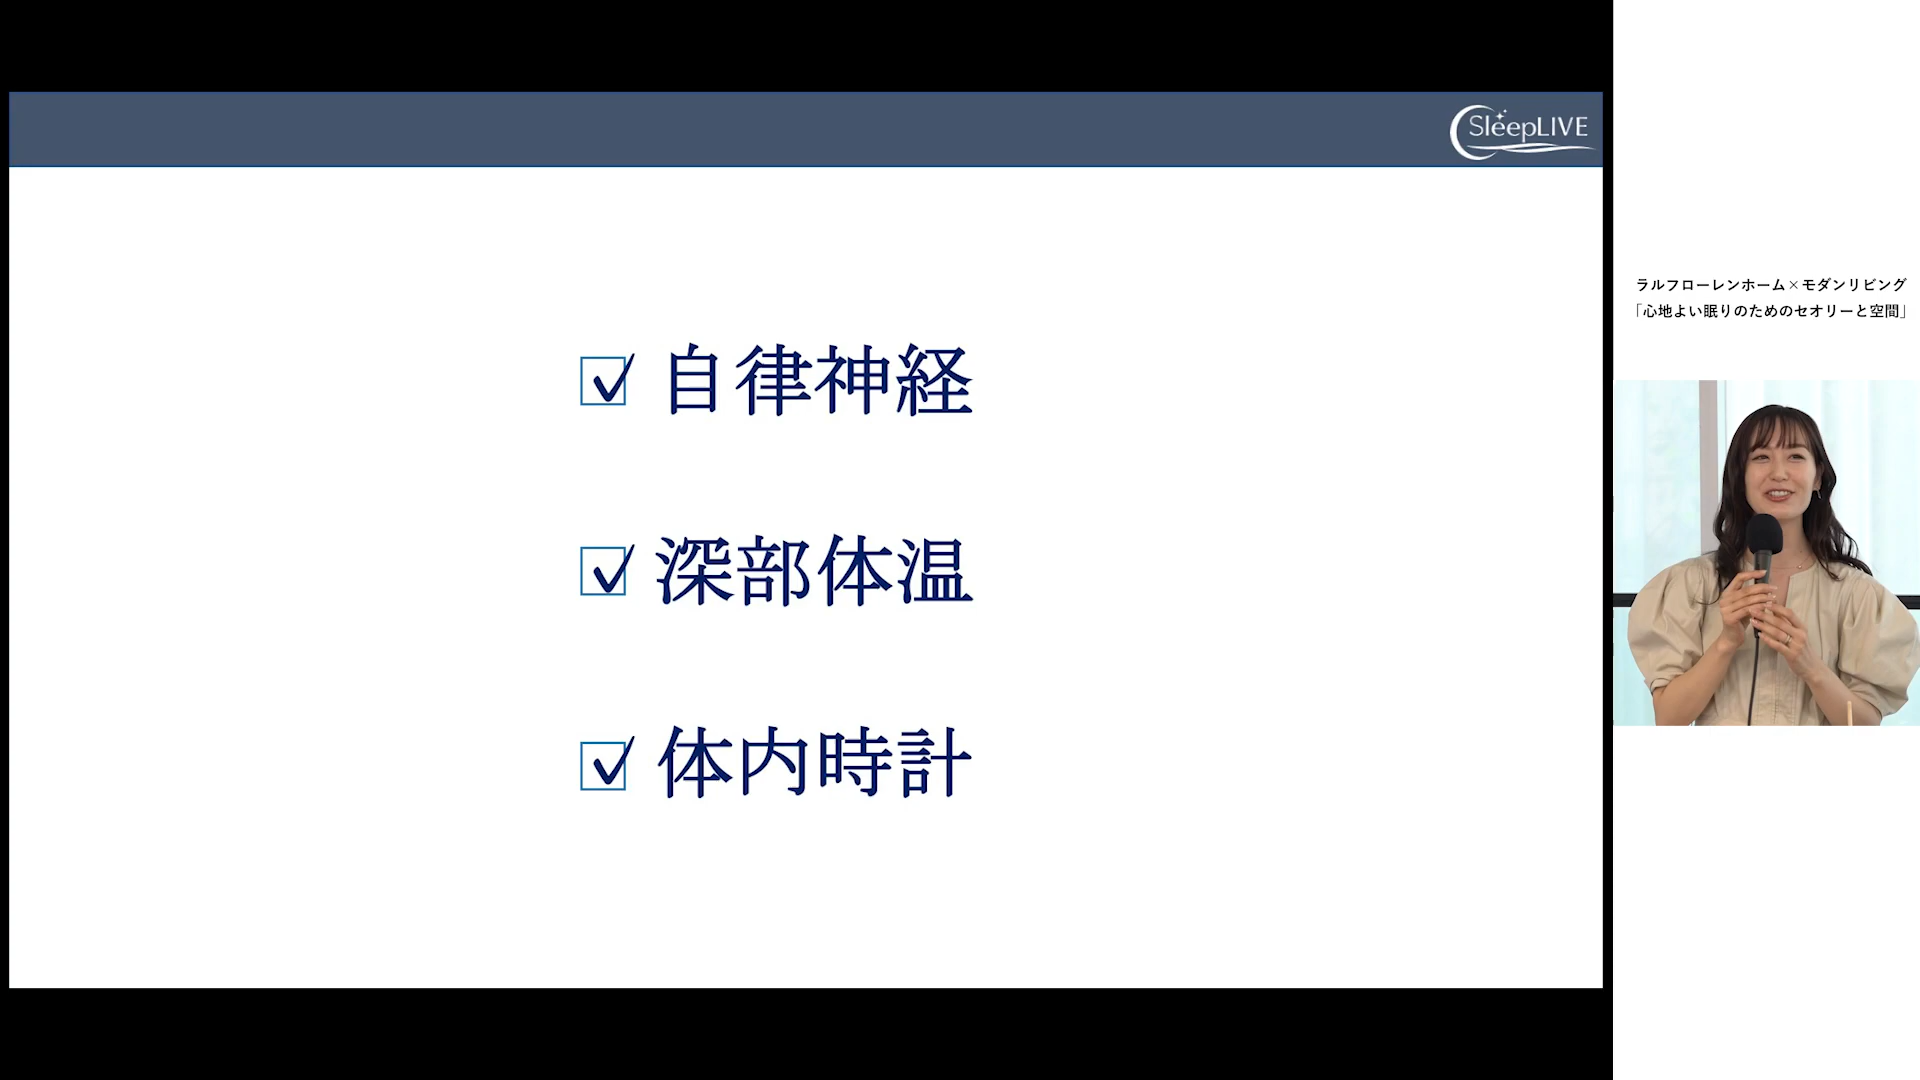 SleepLIVE
自律神経
深部体温
体内時計
ラルフローレンホーム×モダンリビング
「心地よい眠りのためのセオリーと空間」